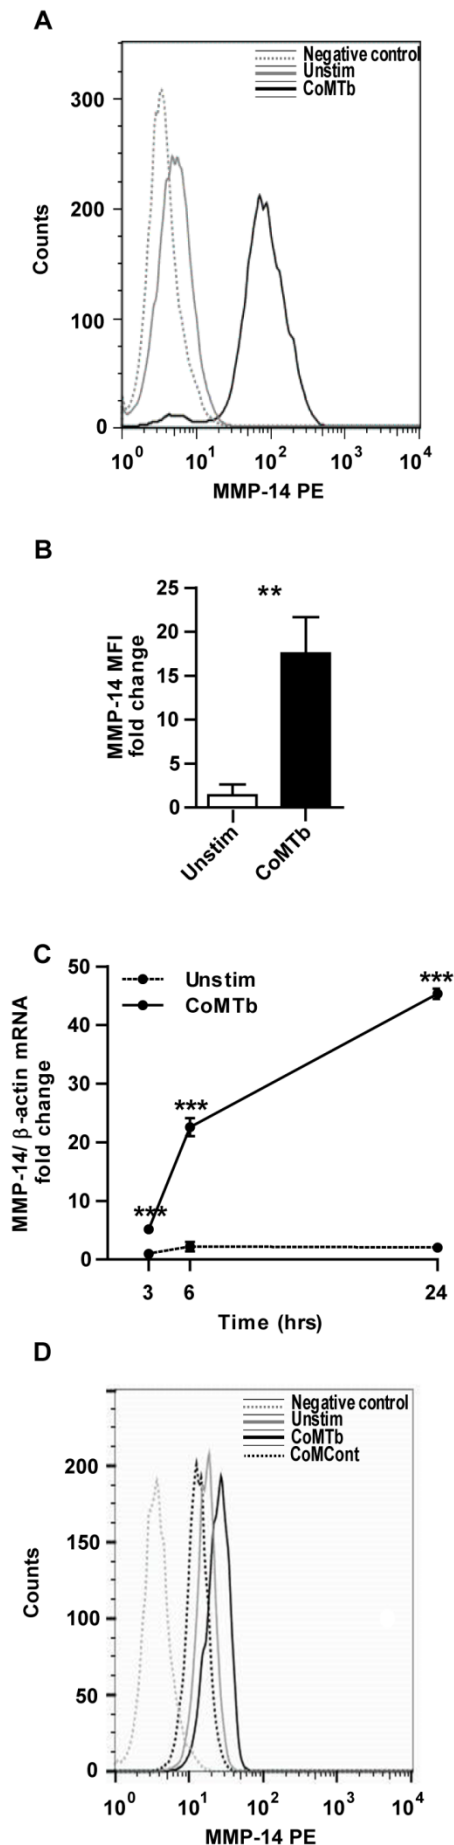 A
Negative control
Unstim
CoMTb
300
200
100
0
Counts
10^0 10^1 10^2 10^3 10^4
MMP-14 PE
B
25
20
15
10
5
0
MMP-14 MFI
fold change
**
Unstim
CoMTb
C
50
40
30
20
10
0
MMP-14/ β-actin mRNA
fold change
Unstim
CoMTb
***
***
***
3 6 24
Time (hrs)
D
Negative control
Unstim
CoMTb
CoMCont
200
150
100
50
0
Counts
10^0 10^1 10^2 10^3 10^4
MMP-14 PE